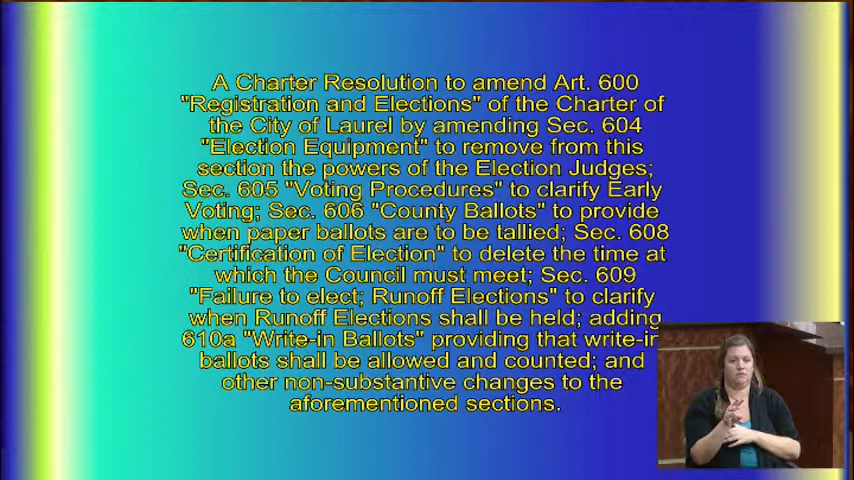 A Charter Resolution to amend Art. 600
"Registration and Elections" of the Charter of
the City of Laurel by amending Sec. 604
"Election Equipment" to remove from this
section the powers of the Election Judges;
Sec. 605 "Voting Procedures" to clarify Early
Voting; Sec. 606 "County Ballots" to provide
when paper ballots are to be tallied; Sec. 608
"Certification of Election" to delete the time at
which the Council must meet; Sec. 609
"Failure to elect; Runoff Elections" to clarify
when Runoff Elections shall be held; adding
610a "Write-in Ballots" providing that write-in
ballots shall be allowed and counted; and
other non-substantive changes to the
aforementioned sections.